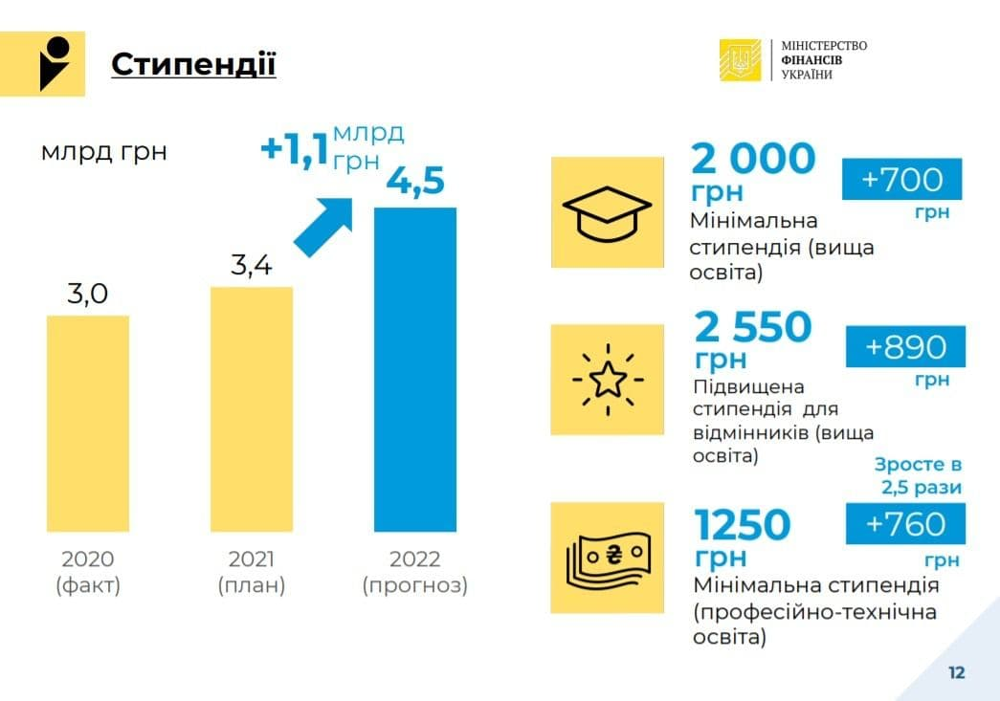 Стипендії
МІНІСТЕРСТВО
ФІНАНСІВ
УКРАЇНИ
млрд грн
+1,1 млрд
грн
4,5
3,4
3,0
2020
(факт)
2021
(план)
2022
(прогноз)
2 000
грн
+700
грн
Мінімальна
стипендія (вища
освіта)
2 550
грн
+890
грн
Підвищена
стипендія для
відмінників (вища
освіта)
Зросте в
2,5 рази
1250
грн
+760
грн
₴
Мінімальна стипендія
(професійно-технічна
освіта)
12